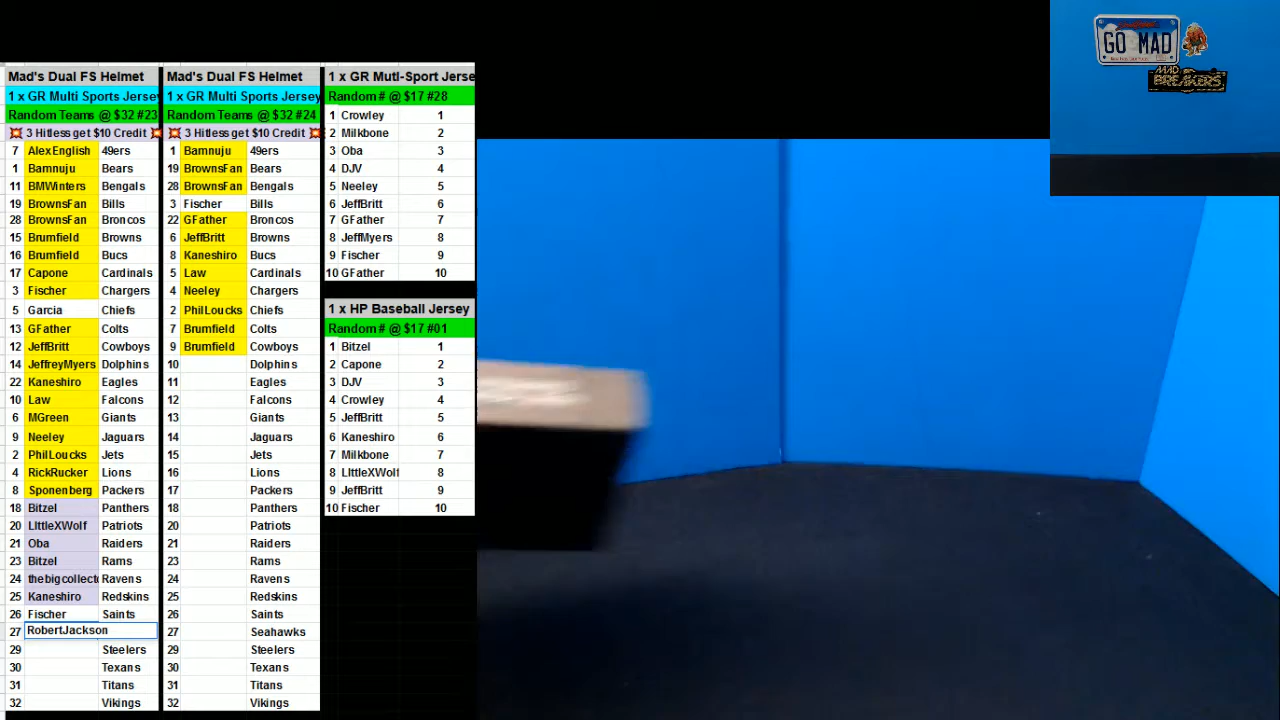 Mad's Dual FS Helmet
1 x GR Multi Sports Jersey
Random Teams @ $32 #23
💥 3 Hitless get $10 Credit 💥
7 AlexEnglish 49ers
1 Bamnuju Bears
11 BMWinters Bengals
19 BrownsFan Bills
28 BrownsFan Broncos
15 Brumfield Browns
16 Brumfield Bucs
17 Capone Cardinals
3 Fischer Chargers
5 Garcia Chiefs
13 GFather Colts
12 JeffBritt Cowboys
14 JeffreyMyers Dolphins
22 Kaneshiro Eagles
10 Law Falcons
6 MGreen Giants
9 Neeley Jaguars
2 PhilLoucks Jets
4 RickRucker Lions
8 Sponenberg Packers
18 Bitzel Panthers
20 LIttleXWolf Patriots
21 Oba Raiders
23 Bitzel Rams
24 thebigcollect Ravens
25 Kaneshiro Redskins
26 Fischer Saints
27 RobertJackson
29 Steelers
30 Texans
31 Titans
32 Vikings
Mad's Dual FS Helmet
1 x GR Multi Sports Jersey
Random Teams @ $32 #24
💥 3 Hitless get $10 Credit 💥
1 Bamnuju 49ers
19 BrownsFan Bears
28 BrownsFan Bengals
3 Fischer Bills
22 GFather Broncos
6 JeffBritt Browns
8 Kaneshiro Bucs
5 Law Cardinals
4 Neeley Chargers
2 PhilLoucks Chiefs
7 Brumfield Colts
9 Brumfield Cowboys
10 Dolphins
11 Eagles
12 Falcons
13 Giants
14 Jaguars
15 Jets
16 Lions
17 Packers
18 Panthers
20 Patriots
21 Raiders
23 Rams
24 Ravens
25 Redskins
26 Saints
27 Seahawks
29 Steelers
30 Texans
31 Titans
32 Vikings
1 x GR Mutl-Sport Jerse
Random # @ $17 #28
1 Crowley 1
2 Milkbone 2
3 Oba 3
4 DJV 4
5 Neeley 5
6 JeffBritt 6
7 GFather 7
8 JeffMyers 8
9 Fischer 9
10 GFather 10
1 x HP Baseball Jersey
Random # @ $17 #01
1 Bitzel 1
2 Capone 2
3 DJV 3
4 Crowley 4
5 JeffBritt 5
6 Kaneshiro 6
7 Milkbone 7
8 LIttleXWolf 8
9 JeffBritt 9
10 Fischer 10
GO MAD
MAD
BREAKERS